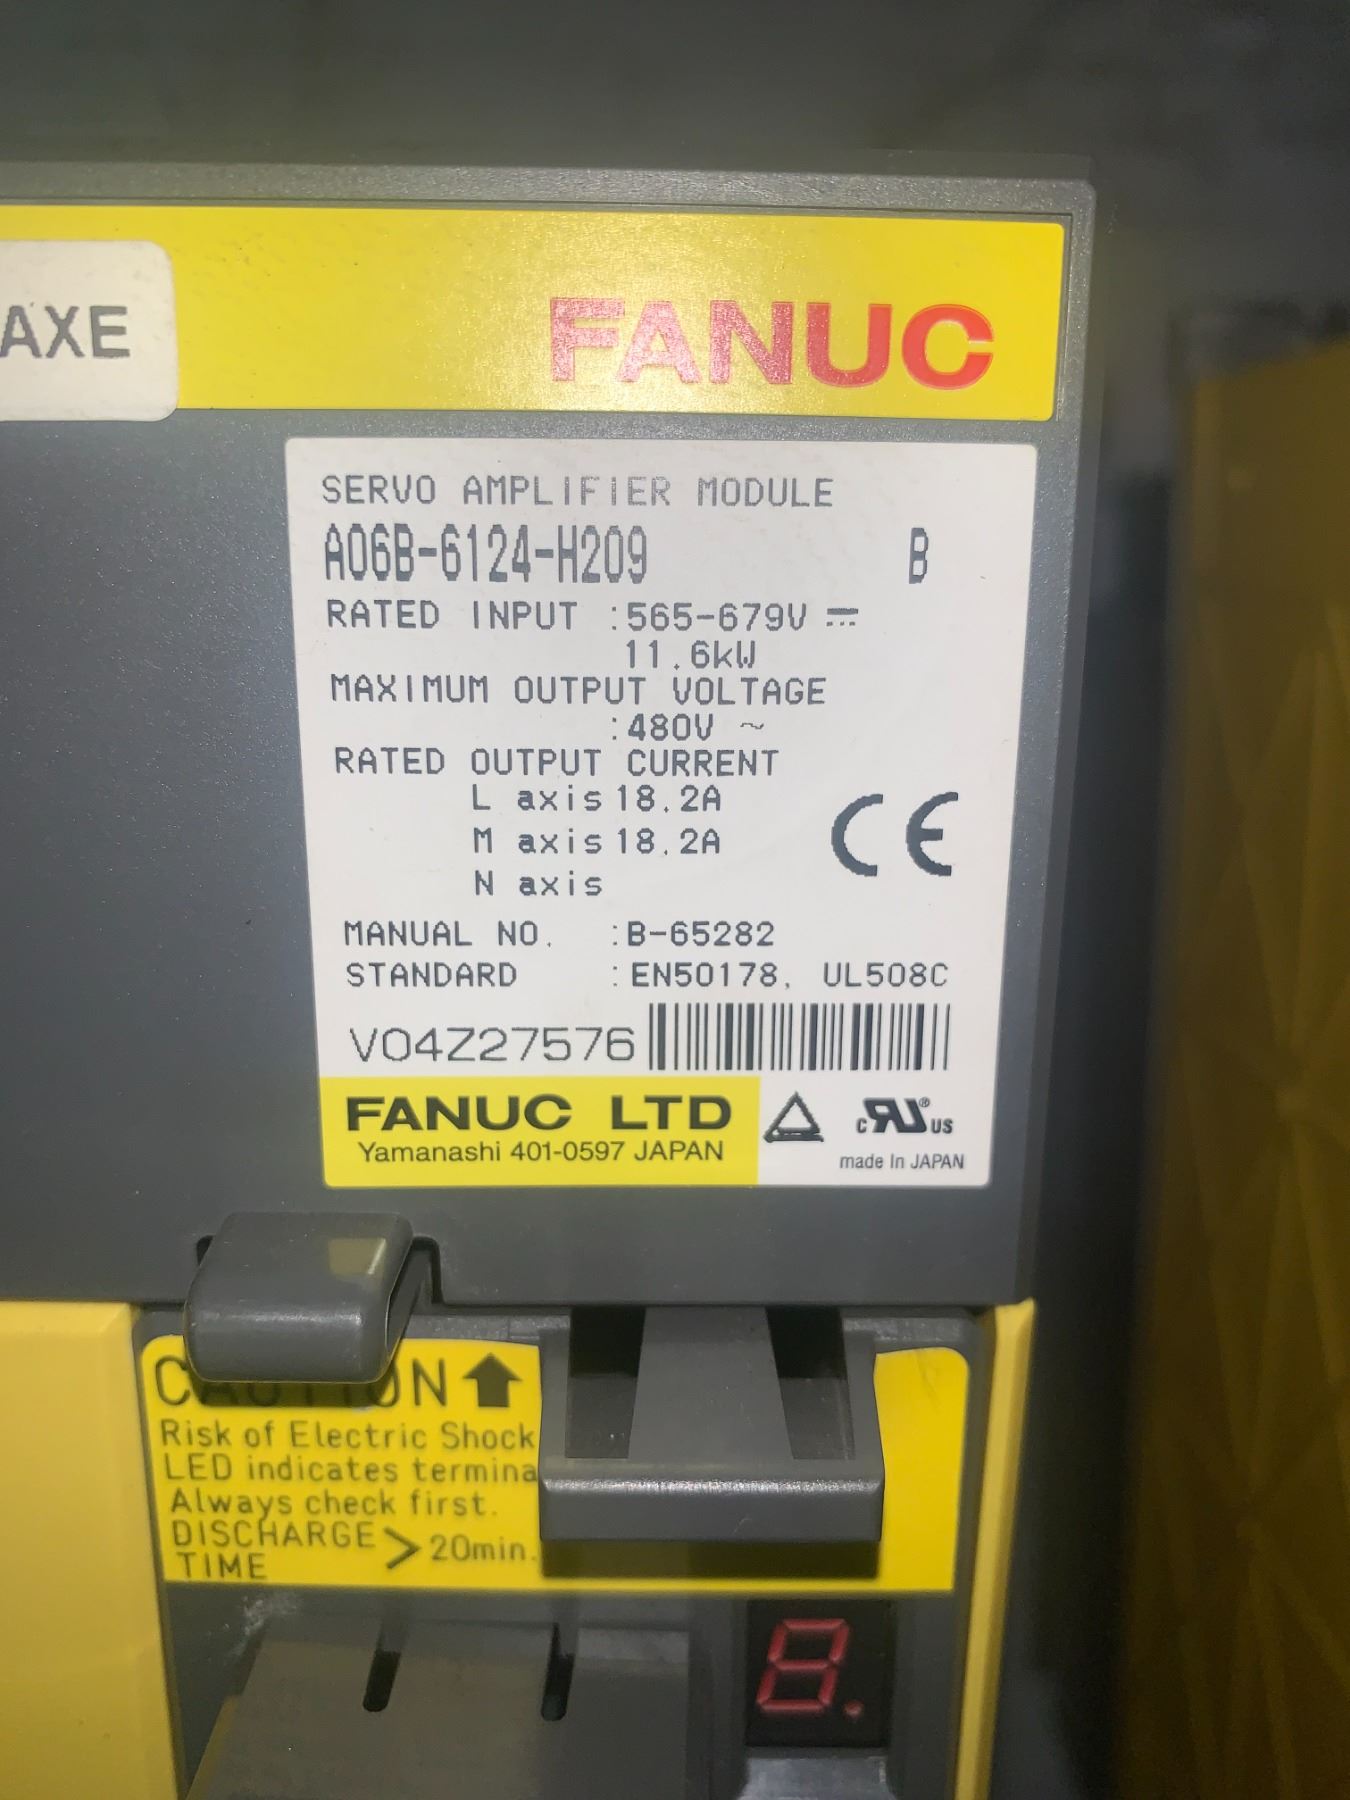 AXE
FANUC
SERVO AMPLIFIER MODULE
A06B-6124-H209 B
RATED INPUT :565-679V ⎓
11.6kW
MAXIMUM OUTPUT VOLTAGE
:480V ~
RATED OUTPUT CURRENT
L axis 18.2A
M axis 18.2A
N axis
CE
MANUAL NO. :B-65282
STANDARD :EN50178, UL508C
V04Z27576
FANUC LTD
Yamanashi 401-0597 JAPAN
c RU ® US
made In JAPAN
CAUTION
Risk of Electric Shock
LED indicates termina
Always check first.
DISCHARGE
TIME > 20min.
8.